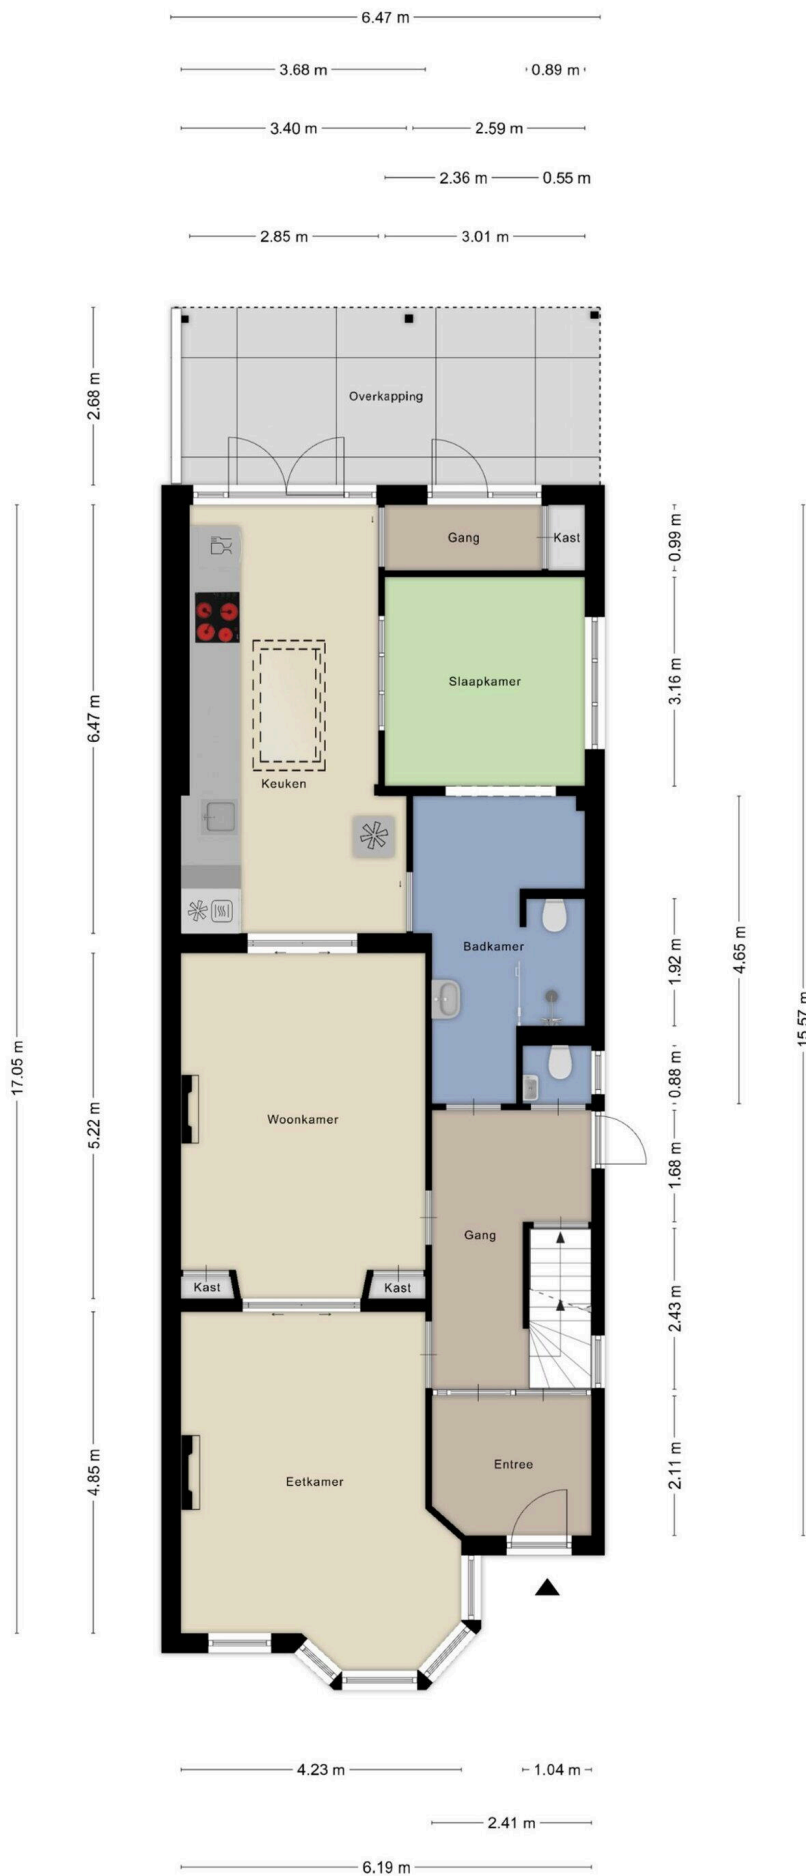 6.47 m
3.68 m
0.89 m
3.40 m
2.59 m
2.36 m
0.55 m
2.85 m
3.01 m
2.68 m
Overkapping
Gang
Kast
0.99 m
Slaapkamer
3.16 m
6.47 m
Keuken
Badkamer
1.92 m
4.65 m
15.57 m
17.05 m
0.88 m
5.22 m
Woonkamer
1.68 m
Gang
Kast
Kast
2.43 m
4.85 m
Eetkamer
Entree
2.11 m
4.23 m
1.04 m
2.41 m
6.19 m